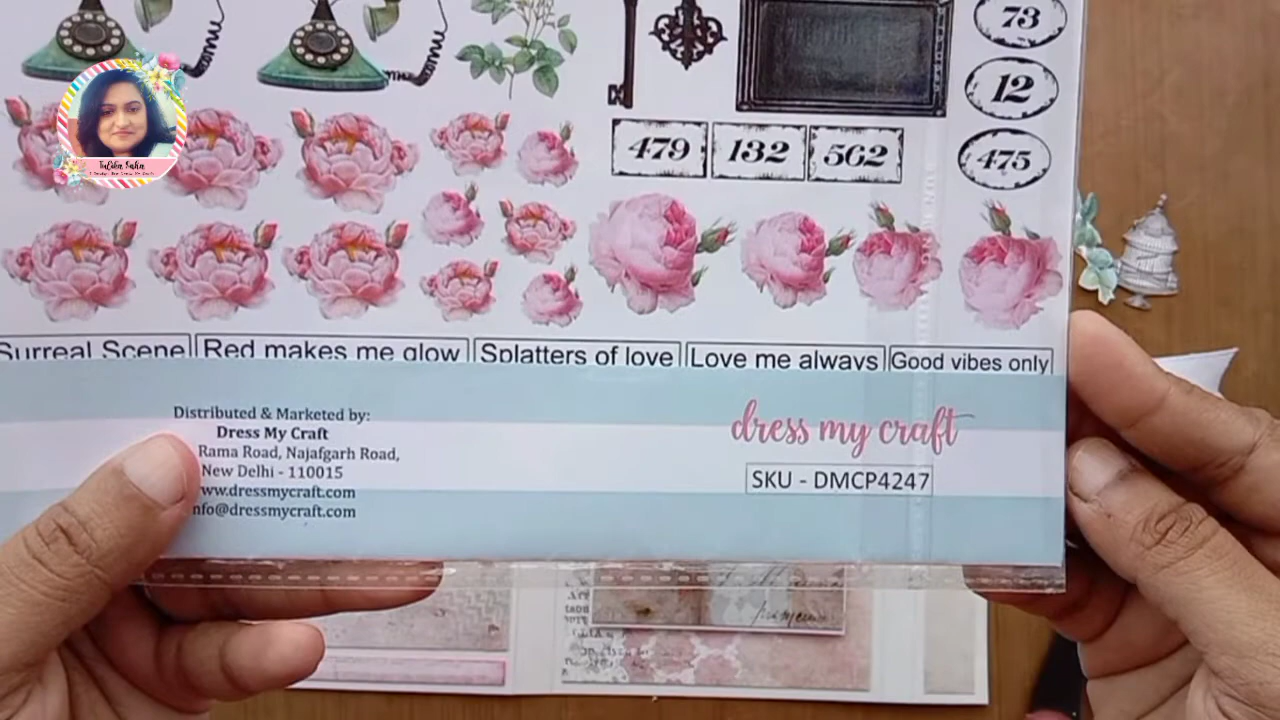 73
12
479 132 562
475
Surreal Scene Red makes me glow Splatters of love Love me always Good vibes only
Distributed & Marketed by:
Dress My Craft
Rama Road, Najafgarh Road,
New Delhi - 110015
www.dressmycraft.com
info@dressmycraft.com
dress my craft
SKU - DMCP4247